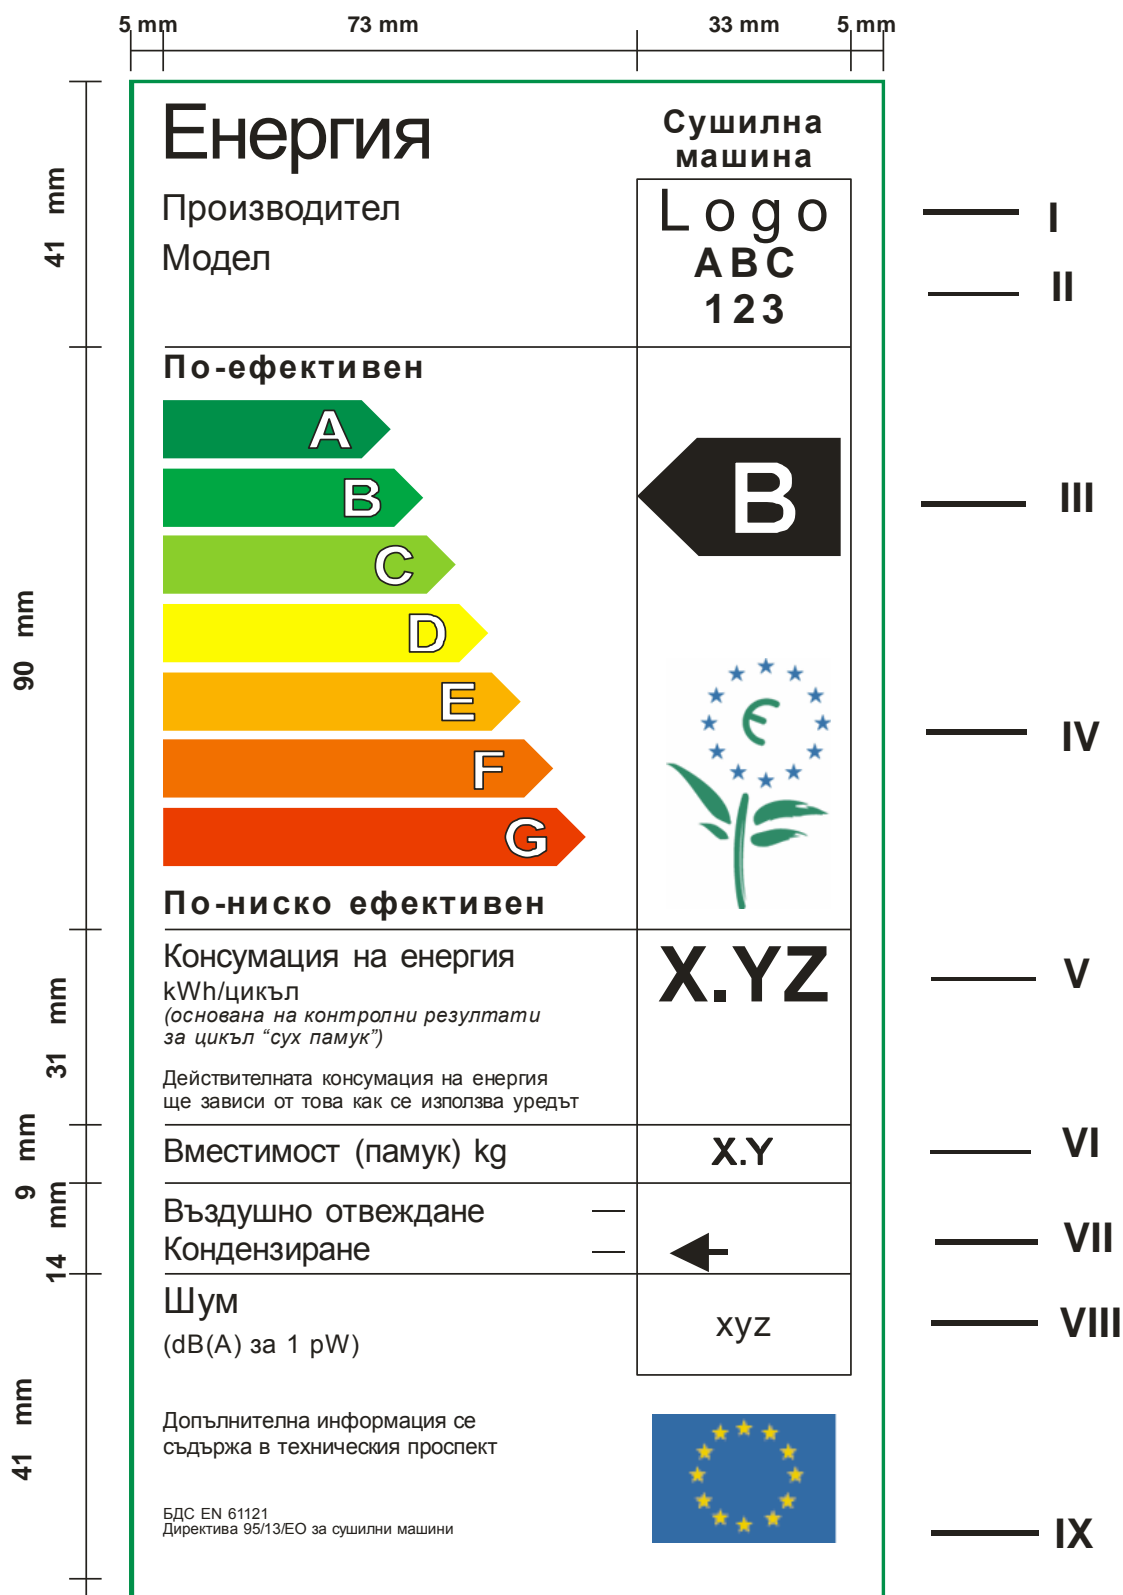 5 mm 73 mm 33 mm 5 mm
Енергия
Сушилна
машина
Производител
Модел
Logo
ABC
123
I
II
41 mm
По-ефективен
A
B
C
D
E
F
G
B
III
IV
90 mm
По-ниско ефективен
Консумация на енергия
kWh/цикъл
(основана на контролни резултати
за цикъл “сух памук”)
Действителната консумация на енергия
ще зависи от това как се използва уредът
X.YZ
V
31 mm
Вместимост (памук) kg
X.Y
VI
9 mm
Въздушно отвеждане
Кондензиране
VII
14 mm
Шум
(dB(A) за 1 pW)
xyz
VIII
Допълнителна информация се
съдържа в техническия проспект
41 mm
БДС EN 61121
Директива 95/13/ЕО за сушилни машини
IX